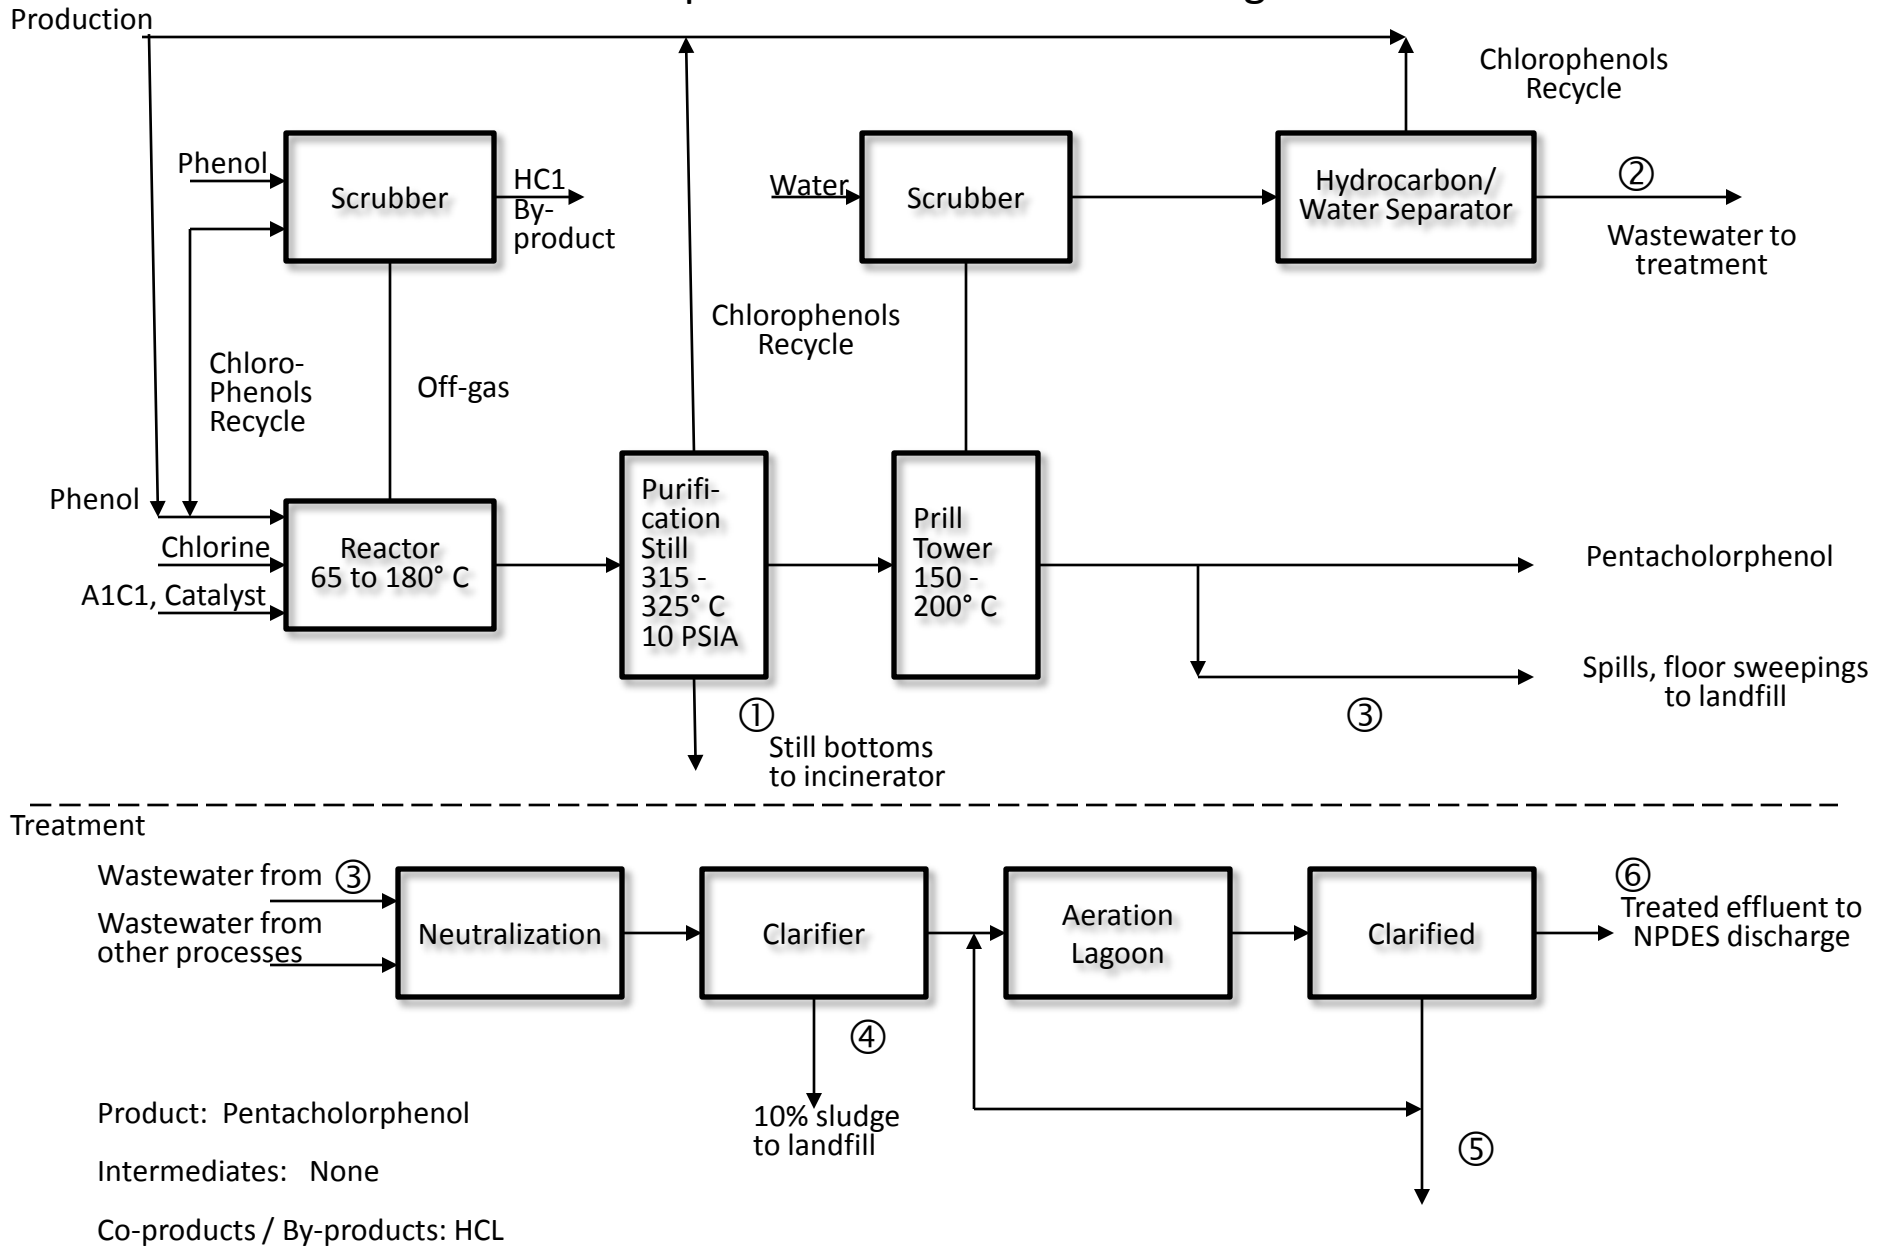 Production
Chlorophenols
Recycle
Phenol
Scrubber
HC1
By-
product
Water
Scrubber
Hydrocarbon/
Water Separator
②
Wastewater to
treatment
Chlorophenols
Recycle
Chloro-
Phenols
Recycle
Off-gas
Phenol
Chlorine
A1C1, Catalyst
Reactor
65 to 180° C
Purifi-
cation
Still
315 -
325° C
10 PSIA
Prill
Tower
150 -
200° C
Pentacholorphenol
Spills, floor sweepings
to landfill
③
①
Still bottoms
to incinerator
Treatment
Wastewater from ③
Wastewater from
other processes
Neutralization
Clarifier
Aeration
Lagoon
Clarified
⑥
Treated effluent to
NPDES discharge
④
10% sludge
to landfill
⑤
Product: Pentacholorphenol
Intermediates: None
Co-products / By-products: HCL